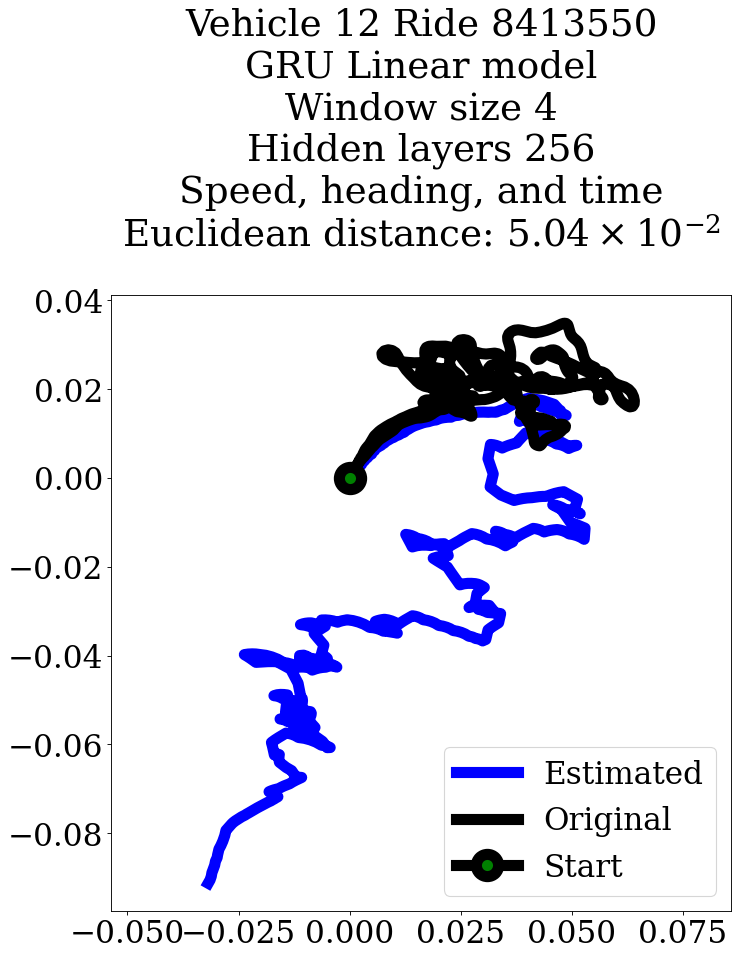 Vehicle 12 Ride 8413550
GRU Linear model
Window size 4
Hidden layers 256
Speed, heading, and time
Euclidean distance: 5.04 × 10⁻²
0.04
0.02
0.00
−0.02
−0.04
−0.06
−0.08
Estimated
Original
Start
−0.050 −0.025 0.000 0.025 0.050 0.075